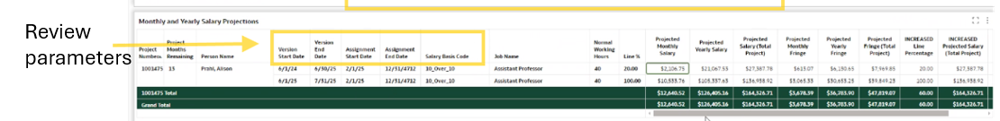 Monthly and Yearly Salary Projections
Review
parameters
Project Number Project Months Remaining Person Name Version Start Date Version End Date Assignment Start Date Assignment End Date Salary Basis Code Job Name Normal Working Hours Line % Projected Monthly Salary Projected Yearly Salary Projected Salary (Total Project) Projected Monthly Fringe Projected Yearly Fringe Projected Fringe (Total Project) INCREASED Line Percentage INCREASED Projected Salary (Total Project)
1001475 13 Prahl, Alison 6/1/24 6/30/25 2/1/25 12/31/4712 10_Over_10 Assistant Professor 40 20.00 $2,106.75 $21,067.53 $27,387.78 $613.07 $6,130.65 $7,969.85 20.00 $27,387.78
6/1/25 7/31/25 2/1/25 12/31/4712 10_Over_10 Assistant Professor 40 100.00 $10,533.76 $105,337.63 $136,938.92 $3,065.33 $30,653.25 $39,849.23 100.00 $136,938.92
1001475 Total $12,640.52 $126,405.16 $164,326.71 $3,678.39 $36,783.90 $47,819.07 60.00 $164,326.71
Grand Total $12,640.52 $126,405.16 $164,326.71 $3,678.39 $36,783.90 $47,819.07 60.00 $164,326.71